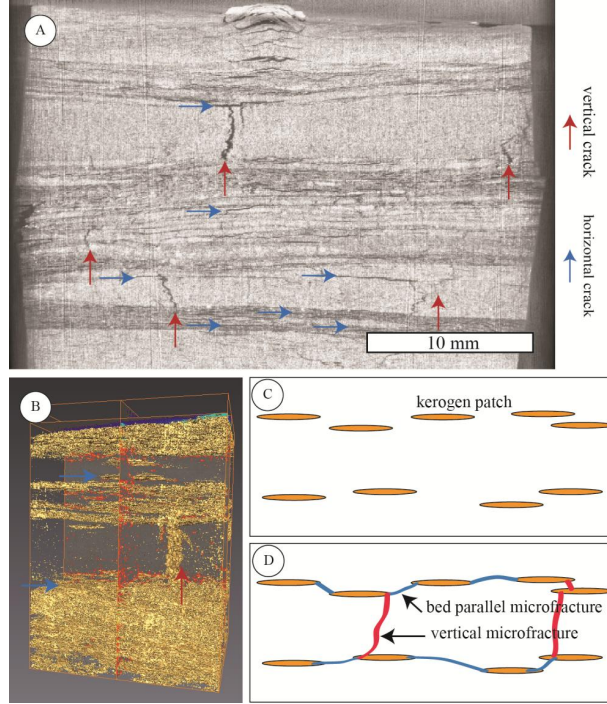 A
vertical crack
horizontal crack
10 mm
B
C
kerogen patch
D
bed parallel microfracture
vertical microfracture